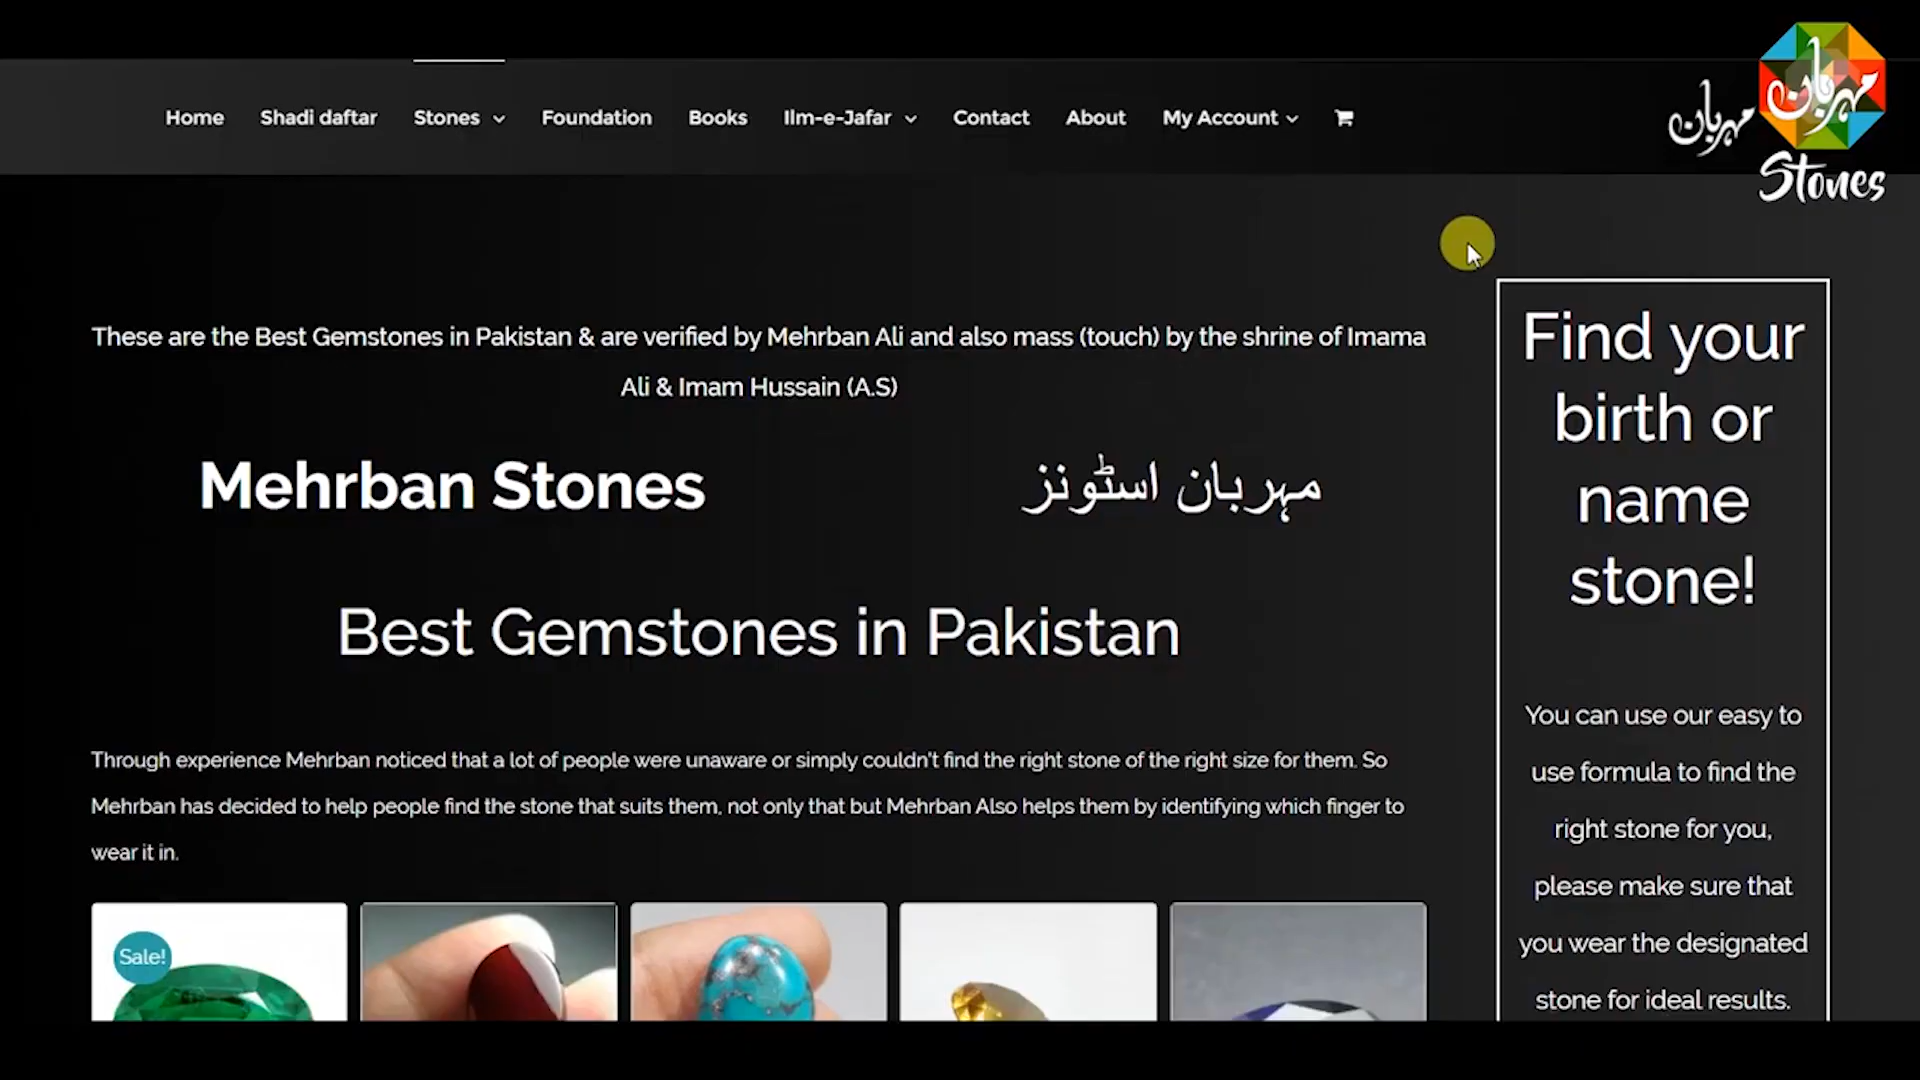 Home Shadi daftar Stones Foundation Books Ilm-e-Jafar Contact About My Account
مہربان
مہربان
Stones
These are the Best Gemstones in Pakistan & are verified by Mehrban Ali and also mass (touch) by the shrine of Imama
Ali & Imam Hussain (A.S)
Mehrban Stones
مہربان اسٹونز
Best Gemstones in Pakistan
Through experience Mehrban noticed that a lot of people were unaware or simply couldn't find the right stone of the right size for them. So
Mehrban has decided to help people find the stone that suits them, not only that but Mehrban Also helps them by identifying which finger to
wear it in.
Sale!
Find your
birth or
name
stone!
You can use our easy to
use formula to find the
right stone for you,
please make sure that
you wear the designated
stone for ideal results.